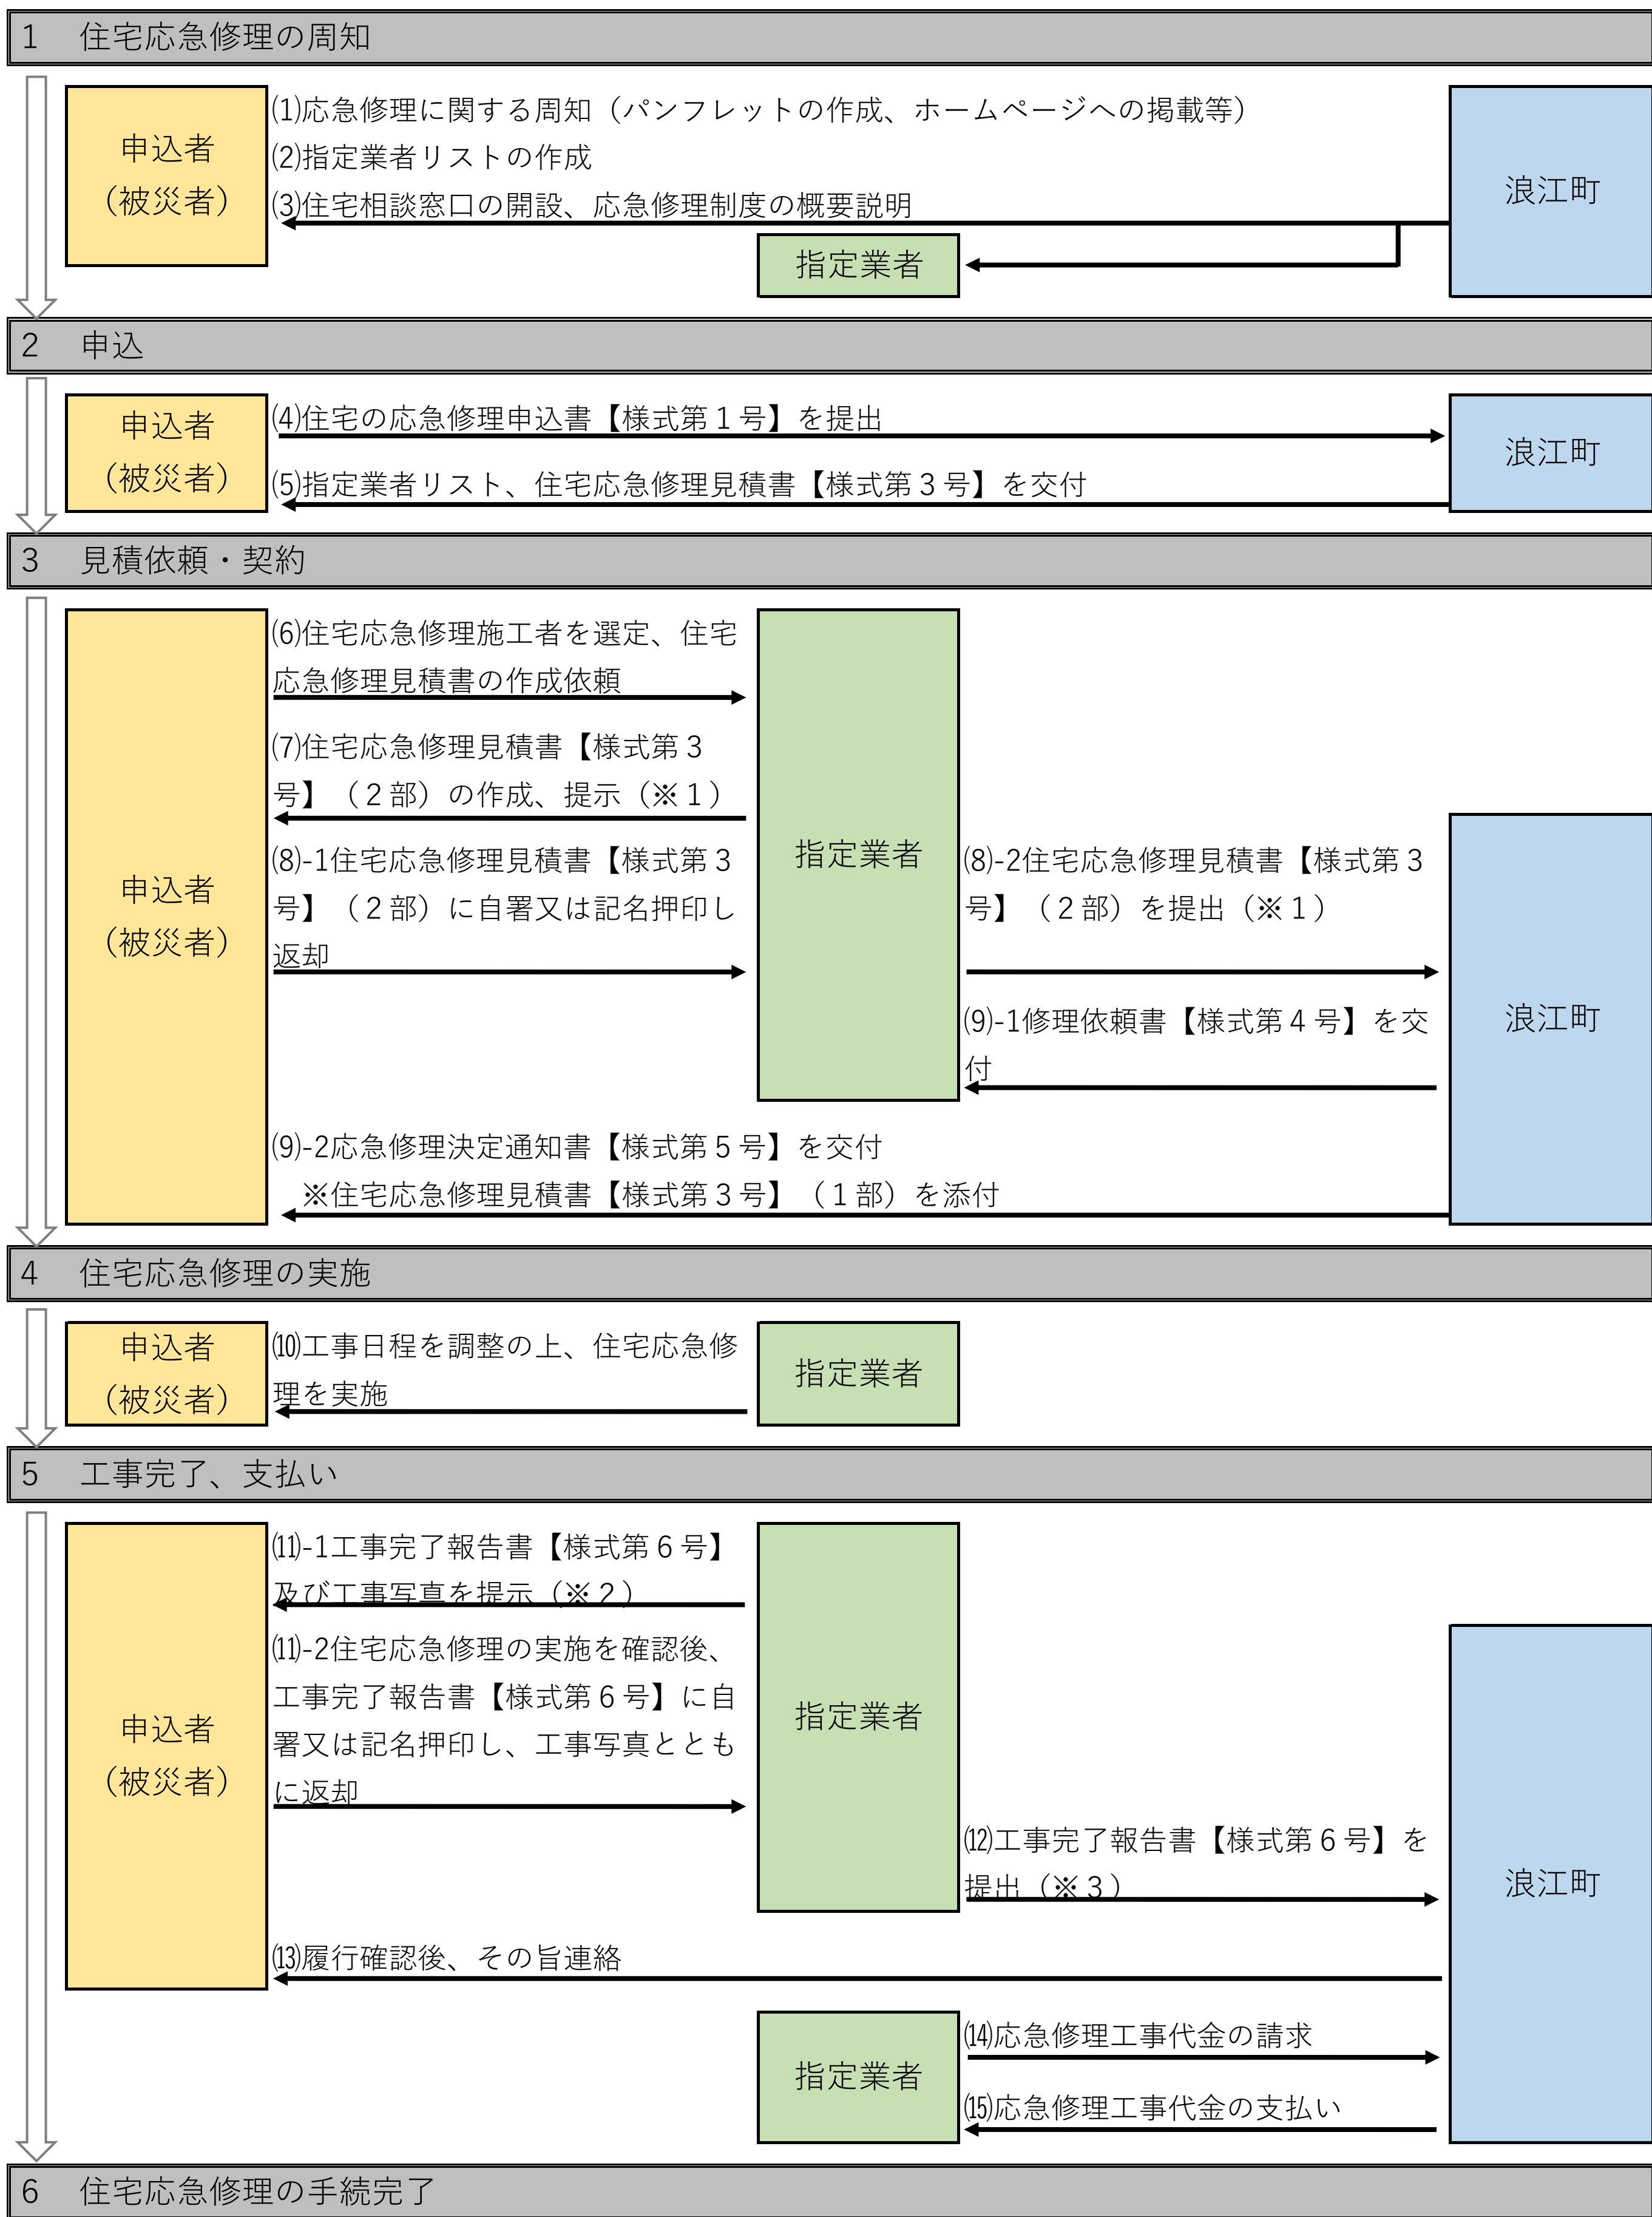 1 住宅応急修理の周知
申込者
（被災者）
⑴応急修理に関する周知（パンフレットの作成、ホームページへの掲載等）
⑵指定業者リストの作成
⑶住宅相談窓口の開設、応急修理制度の概要説明
指定業者
浪江町
2 申込
申込者
（被災者）
⑷住宅の応急修理申込書【様式第１号】を提出
⑸指定業者リスト、住宅応急修理見積書【様式第３号】を交付
浪江町
3 見積依頼・契約
申込者
（被災者）
⑹住宅応急修理施工者を選定、住宅
応急修理見積書の作成依頼
⑺住宅応急修理見積書【様式第３
号】（２部）の作成、提示（※１）
⑻-1住宅応急修理見積書【様式第３
号】（２部）に自署又は記名押印し
返却
指定業者
⑻-2住宅応急修理見積書【様式第３
号】（２部）を提出（※１）
⑼-1修理依頼書【様式第４号】を交
付
浪江町
⑼-2応急修理決定通知書【様式第５号】を交付
※住宅応急修理見積書【様式第３号】（１部）を添付
4 住宅応急修理の実施
申込者
（被災者）
⑽工事日程を調整の上、住宅応急修
理を実施
指定業者
5 工事完了、支払い
申込者
（被災者）
⑾-1工事完了報告書【様式第６号】
及び工事写真を提示（※２）
⑾-2住宅応急修理の実施を確認後、
工事完了報告書【様式第６号】に自
署又は記名押印し、工事写真ととも
に返却
指定業者
⑿工事完了報告書【様式第６号】を
提出（※３）
浪江町
⒀履行確認後、その旨連絡
指定業者
⒁応急修理工事代金の請求
⒂応急修理工事代金の支払い
6 住宅応急修理の手続完了